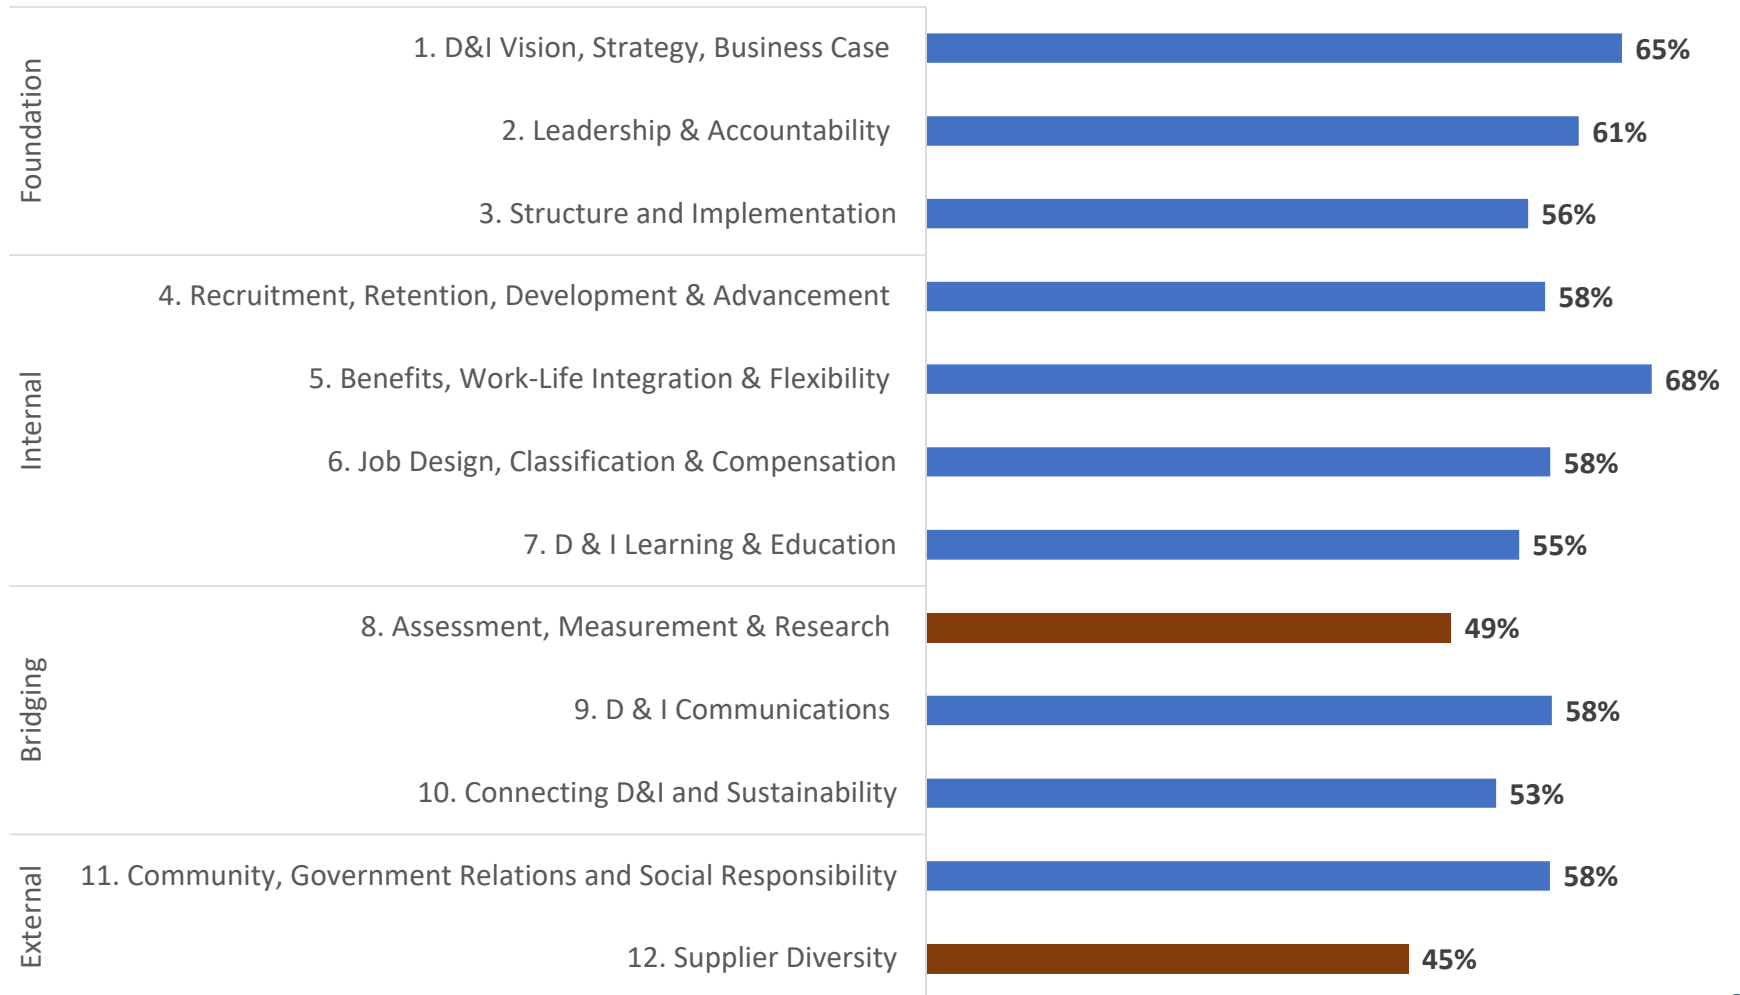 Foundation
1. D&I Vision, Strategy, Business Case 65%
2. Leadership & Accountability 61%
3. Structure and Implementation 56%
Internal
4. Recruitment, Retention, Development & Advancement 58%
5. Benefits, Work-Life Integration & Flexibility 68%
6. Job Design, Classification & Compensation 58%
7. D & I Learning & Education 55%
Bridging
8. Assessment, Measurement & Research 49%
9. D & I Communications 58%
10. Connecting D&I and Sustainability 53%
External
11. Community, Government Relations and Social Responsibility 58%
12. Supplier Diversity 45%